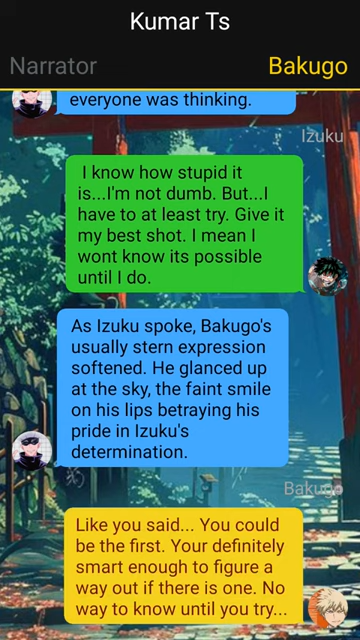 Kumar Ts
Narrator Bakugo
everyone was thinking.
Izuku
I know how stupid it
is...I'm not dumb. But...I
have to at least try. Give it
my best shot. I mean I
wont know its possible
until I do.
As Izuku spoke, Bakugo's
usually stern expression
softened. He glanced up
at the sky, the faint smile
on his lips betraying his
pride in Izuku's
determination.
Bakugo
Like you said... You could
be the first. Your definitely
smart enough to figure a
way out if there is one. No
way to know until you try...